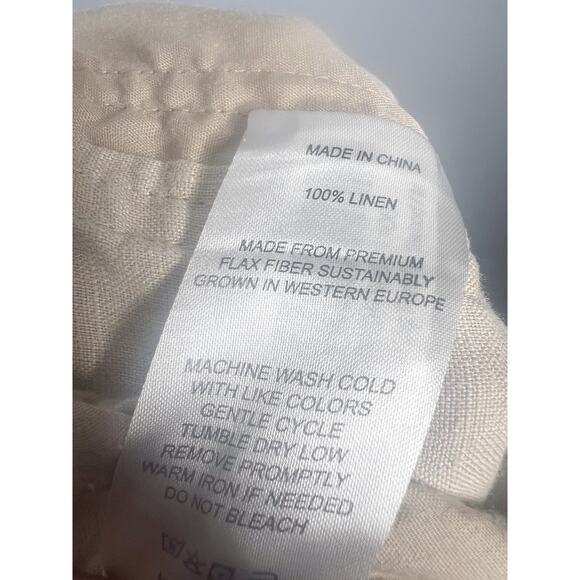 MADE IN CHINA
100% LINEN
MADE FROM PREMIUM
FLAX FIBER SUSTAINABLY
GROWN IN WESTERN EUROPE
MACHINE WASH COLD
WITH LIKE COLORS
GENTLE CYCLE
TUMBLE DRY LOW
REMOVE PROMPTLY
WARM IRON IF NEEDED
DO NOT BLEACH